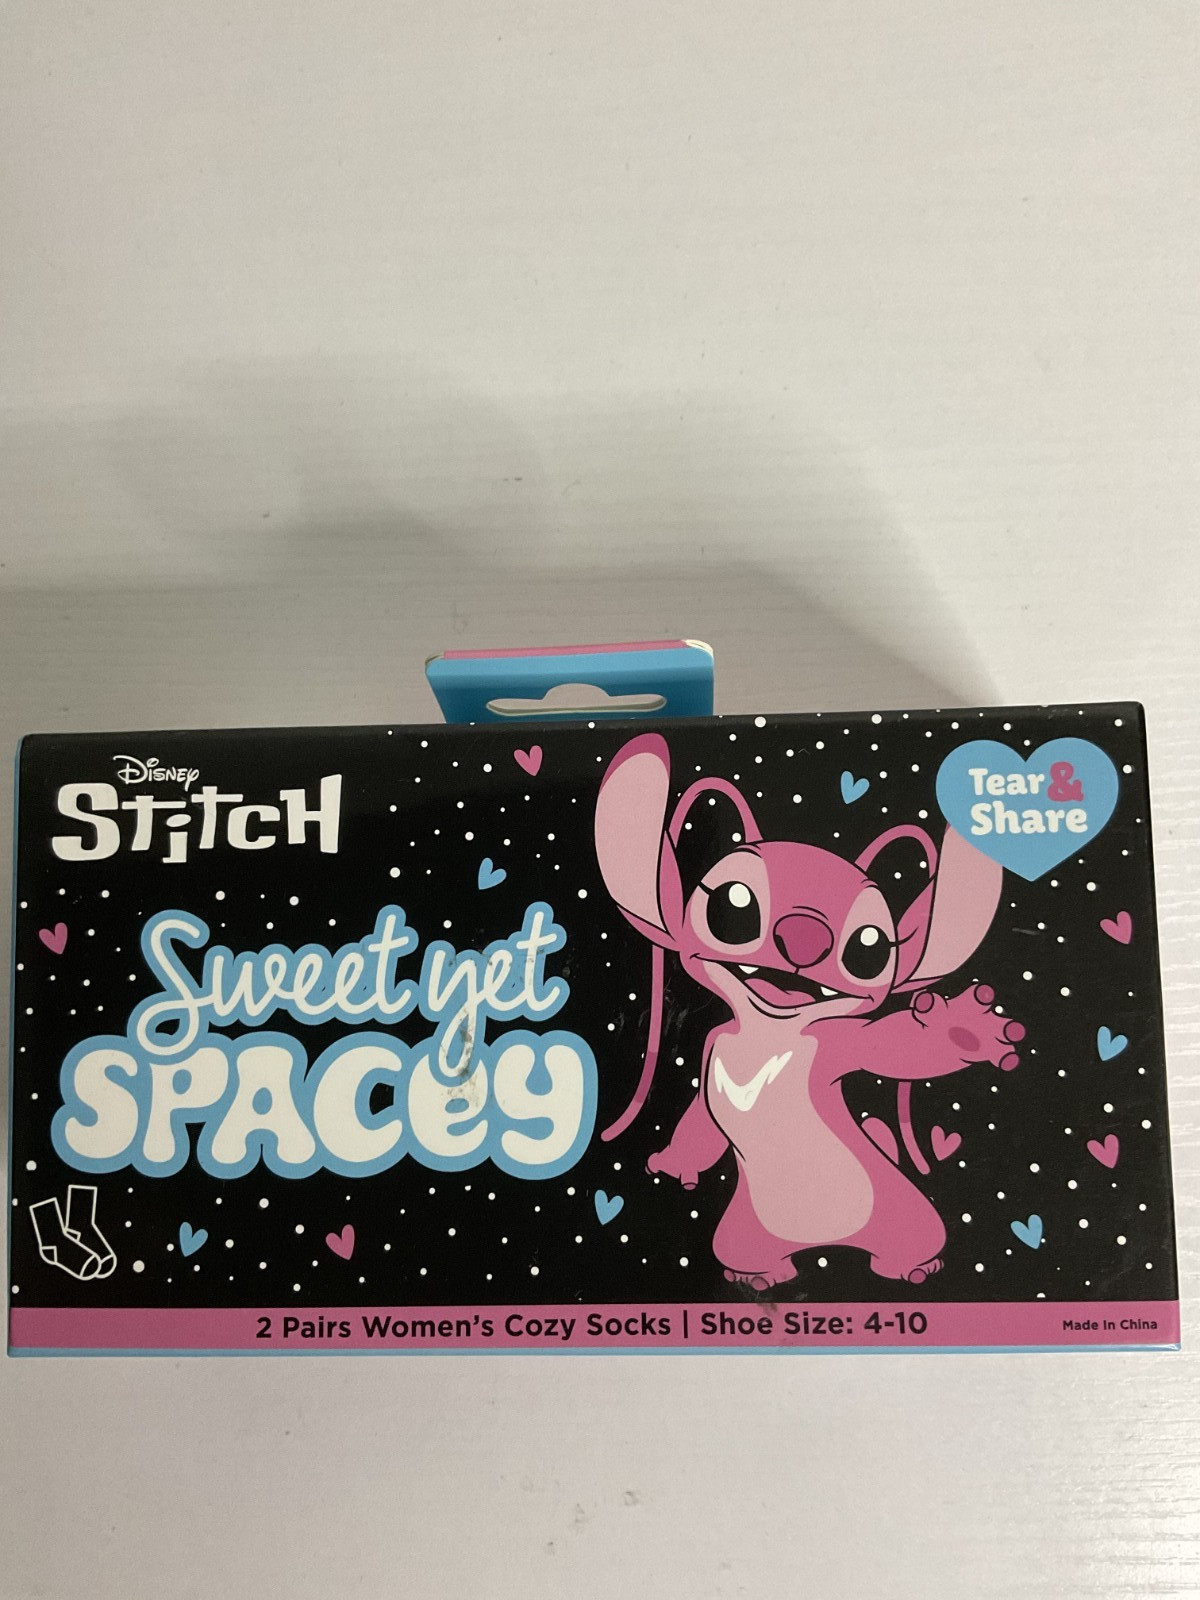 Disney
Stitch
Tear &
Share
Sweet yet
SPACEY
2 Pairs Women's Cozy Socks | Shoe Size: 4-10
Made In China